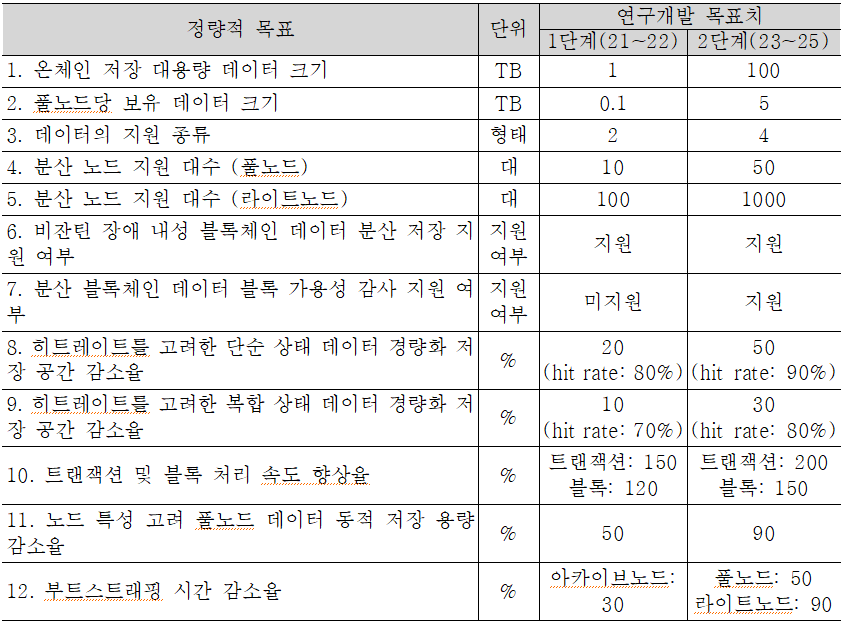 정량적 목표
단위
연구개발 목표치
1단계(21~22)
2단계(23~25)
1. 온체인 저장 대용량 데이터 크기
TB
1
100
2. 풀노드당 보유 데이터 크기
TB
0.1
5
3. 데이터의 지원 종류
형태
2
4
4. 분산 노드 지원 대수 (풀노드)
대
10
50
5. 분산 노드 지원 대수 (라이트노드)
대
100
1000
6. 비잔틴 장애 내성 블록체인 데이터 분산 저장 지
원 여부
지원
여부
지원
지원
7. 분산 블록체인 데이터 블록 가용성 감사 지원 여
부
지원
여부
미지원
지원
8. 히트레이트를 고려한 단순 상태 데이터 경량화 저
장 공간 감소율
%
20
(hit rate: 80%)
50
(hit rate: 90%)
9. 히트레이트를 고려한 복합 상태 데이터 경량화 저
장 공간 감소율
%
10
(hit rate: 70%)
30
(hit rate: 80%)
10. 트랜잭션 및 블록 처리 속도 향상율
%
트랜잭션: 150
블록: 120
트랜잭션: 200
블록: 150
11. 노드 특성 고려 풀노드 데이터 동적 저장 용량
감소율
%
50
90
12. 부트스트래핑 시간 감소율
%
아카이브노드:
30
풀노드: 50
라이트노드: 90